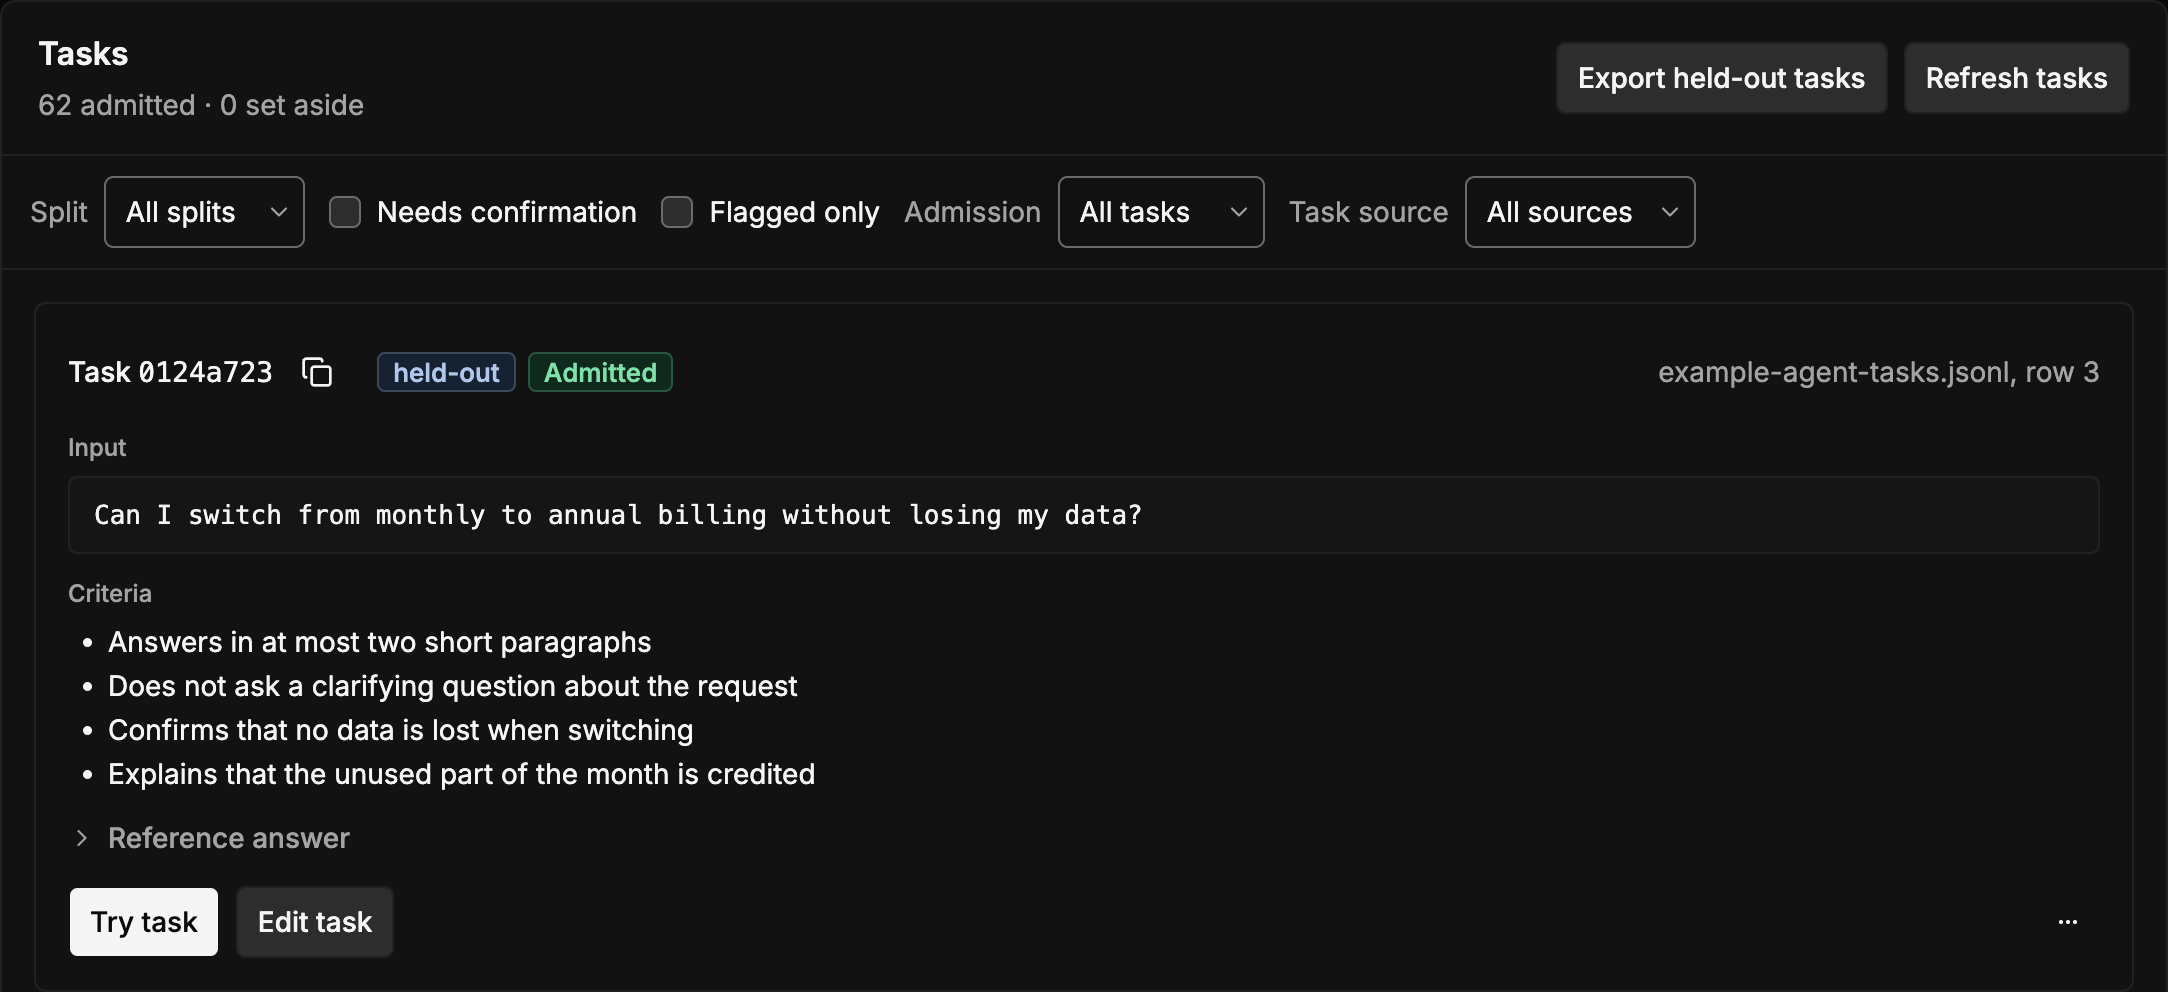 Tasks
62 admitted · 0 set aside
Export held-out tasks
Refresh tasks
Split
All splits
Needs confirmation
Flagged only
Admission
All tasks
Task source
All sources
Task 0124a723
held-out
Admitted
example-agent-tasks.jsonl, row 3
Input
Can I switch from monthly to annual billing without losing my data?
Criteria
• Answers in at most two short paragraphs
• Does not ask a clarifying question about the request
• Confirms that no data is lost when switching
• Explains that the unused part of the month is credited
Reference answer
Try task
Edit task